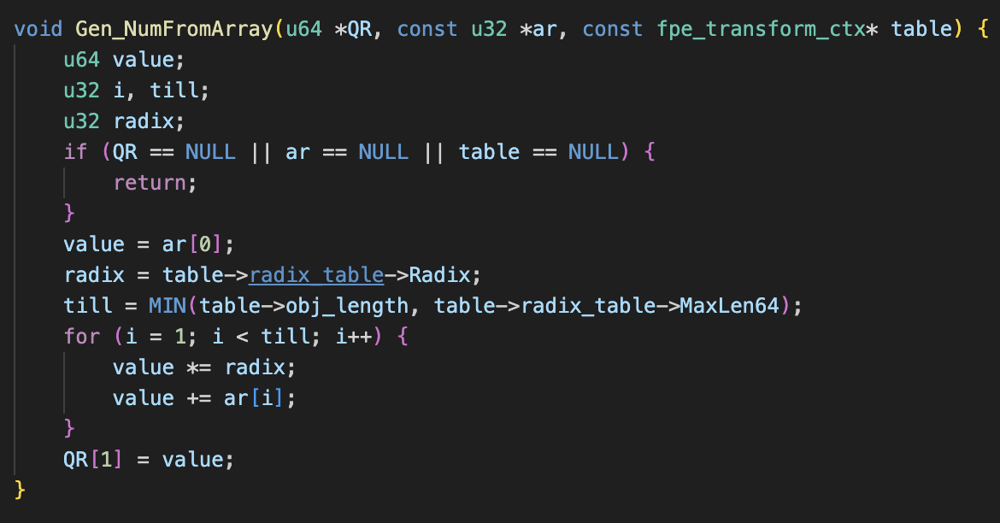 void Gen_NumFromArray(u64 *QR, const u32 *ar, const fpe_transform_ctx* table) {
    u64 value;
    u32 i, till;
    u32 radix;
    if (QR == NULL || ar == NULL || table == NULL) {
        return;
    }
    value = ar[0];
    radix = table->radix_table->Radix;
    till = MIN(table->obj_length, table->radix_table->MaxLen64);
    for (i = 1; i < till; i++) {
        value *= radix;
        value += ar[i];
    }
    QR[1] = value;
}